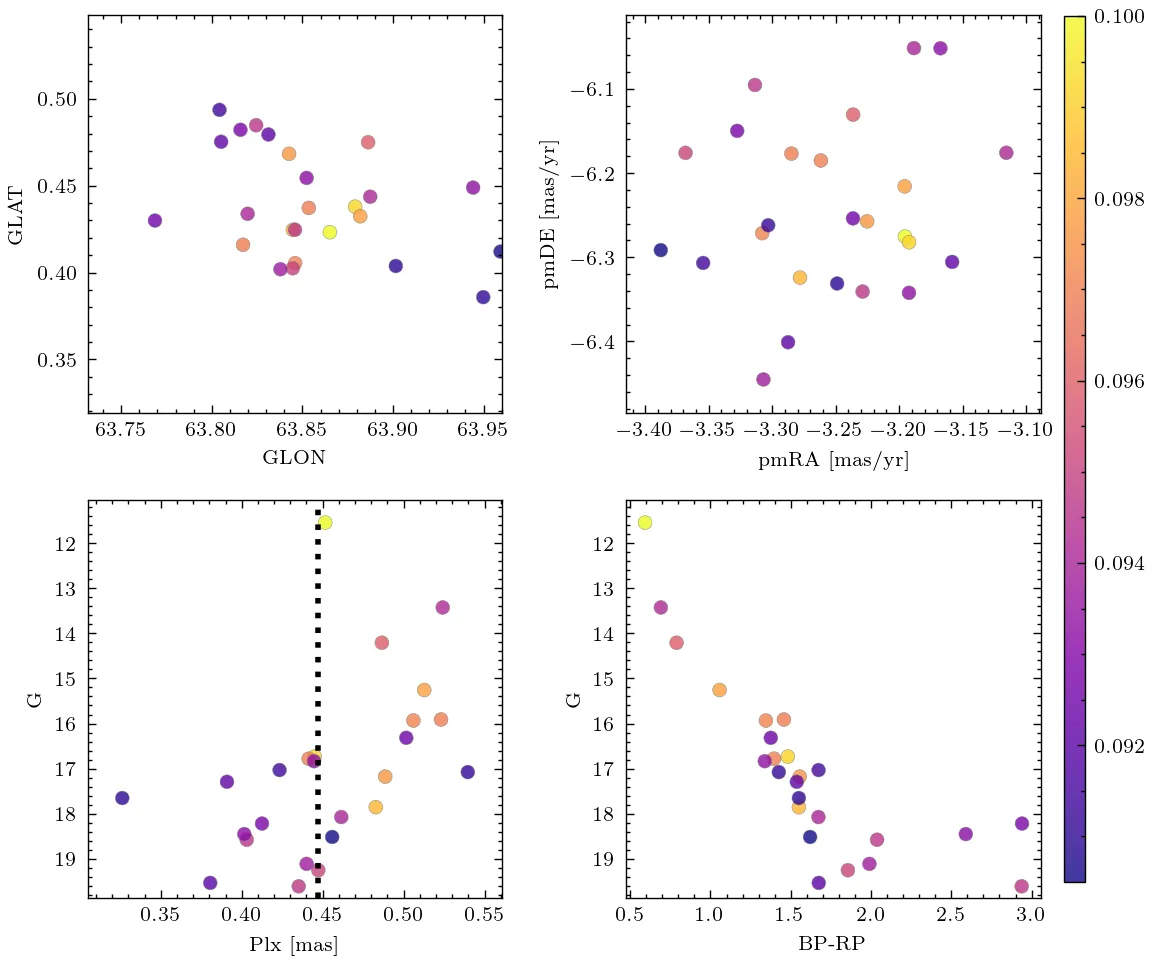 0.50
0.45
0.40
0.35
GLAT
63.75 63.80 63.85 63.90 63.95
GLON
−6.1
−6.2
−6.3
−6.4
pmDE [mas/yr]
−3.40 −3.35 −3.30 −3.25 −3.20 −3.15 −3.10
pmRA [mas/yr]
0.100
0.098
0.096
0.094
0.092
12
13
14
15
16
17
18
19
G
0.35 0.40 0.45 0.50 0.55
Plx [mas]
12
13
14
15
16
17
18
19
G
0.5 1.0 1.5 2.0 2.5 3.0
BP-RP